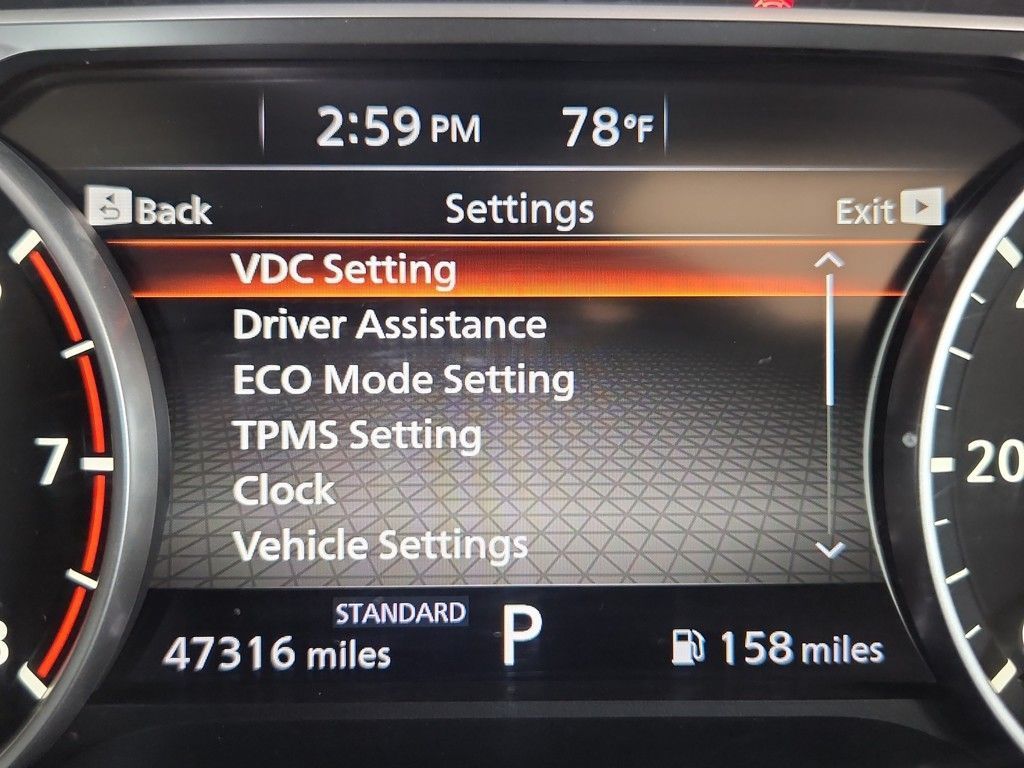 2:59 PM 78°F
Back Settings Exit
VDC Setting
Driver Assistance
ECO Mode Setting
TPMS Setting
Clock
Vehicle Settings
STANDARD
47316 miles P 158 miles
7
20